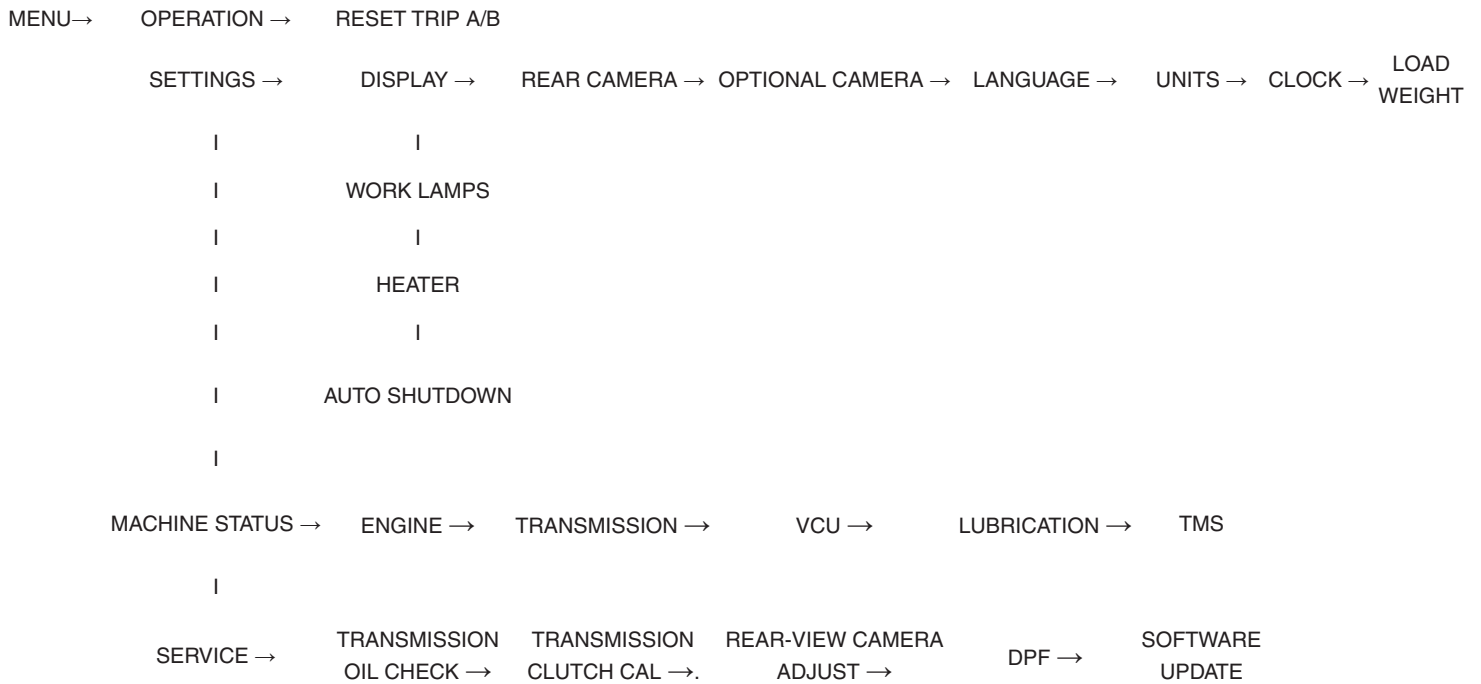 MENU→ OPERATION → RESET TRIP A/B
SETTINGS → DISPLAY → REAR CAMERA → OPTIONAL CAMERA → LANGUAGE → UNITS → CLOCK → LOAD WEIGHT
I I
I WORK LAMPS
I I
I HEATER
I I
I AUTO SHUTDOWN
I
MACHINE STATUS → ENGINE → TRANSMISSION → VCU → LUBRICATION → TMS
I
SERVICE → TRANSMISSION OIL CHECK → TRANSMISSION CLUTCH CAL →. REAR-VIEW CAMERA ADJUST → DPF → SOFTWARE UPDATE